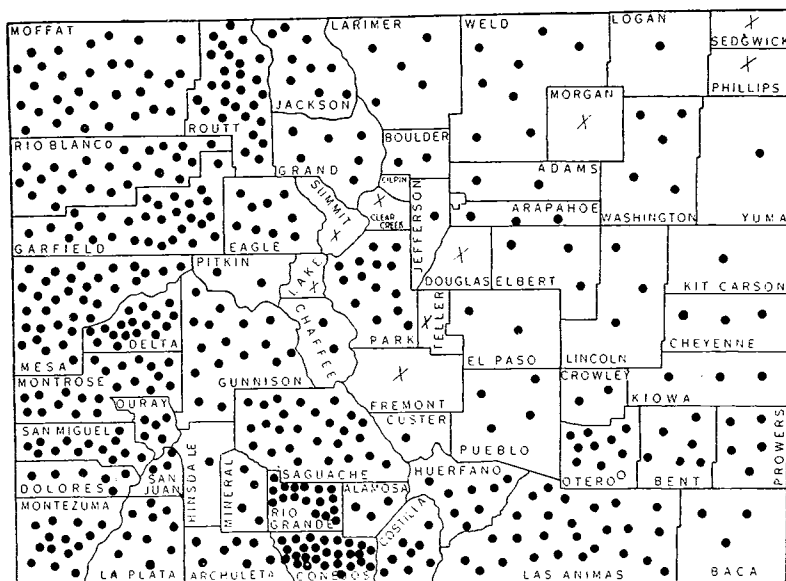 MOFFAT
LARIMER
WELD
LOGAN
SEDGWICK
PHILLIPS
JACKSON
ROUTT
MORGAN
RIO BLANCO
BOULDER
GRAND
GILPIN
ADAMS
SUMMIT
CLEAR CREEK
JEFFERSON
ARAPAHOE
WASHINGTON
YUMA
GARFIELD
EAGLE
PITKIN
LAKE
DOUGLAS
ELBERT
KIT CARSON
CHAFFEE
PARK
TELLER
DELTA
MESA
EL PASO
LINCOLN
CHEYENNE
MONTROSE
GUNNISON
FREMONT
CROWLEY
KIOWA
OURAY
CUSTER
PUEBLO
SAN MIGUEL
HINSDALE
MINERAL
SAGUACHE
HUERFANO
OTERO
BENT
PROWERS
DOLORES
SAN JUAN
ALAMOSA
MONTEZUMA
RIO GRANDE
COSTILLA
LA PLATA
ARCHULETA
CONEJOS
LAS ANIMAS
BACA